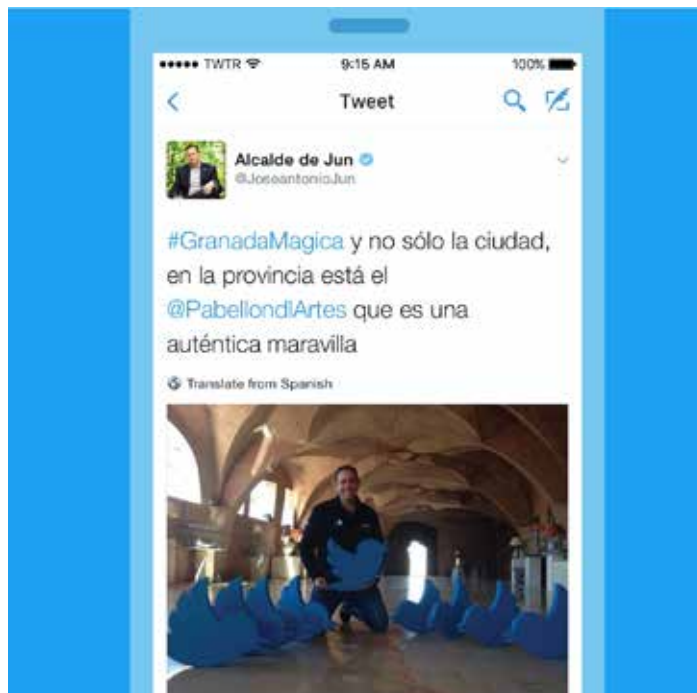 TWTR 9:15 AM 100%
Tweet
Alcalde de Jun
@JoseantonioJun
#GranadaMagica y no sólo la ciudad,
en la provincia está el
@PabellondlArtes que es una
auténtica maravilla
Translate from Spanish